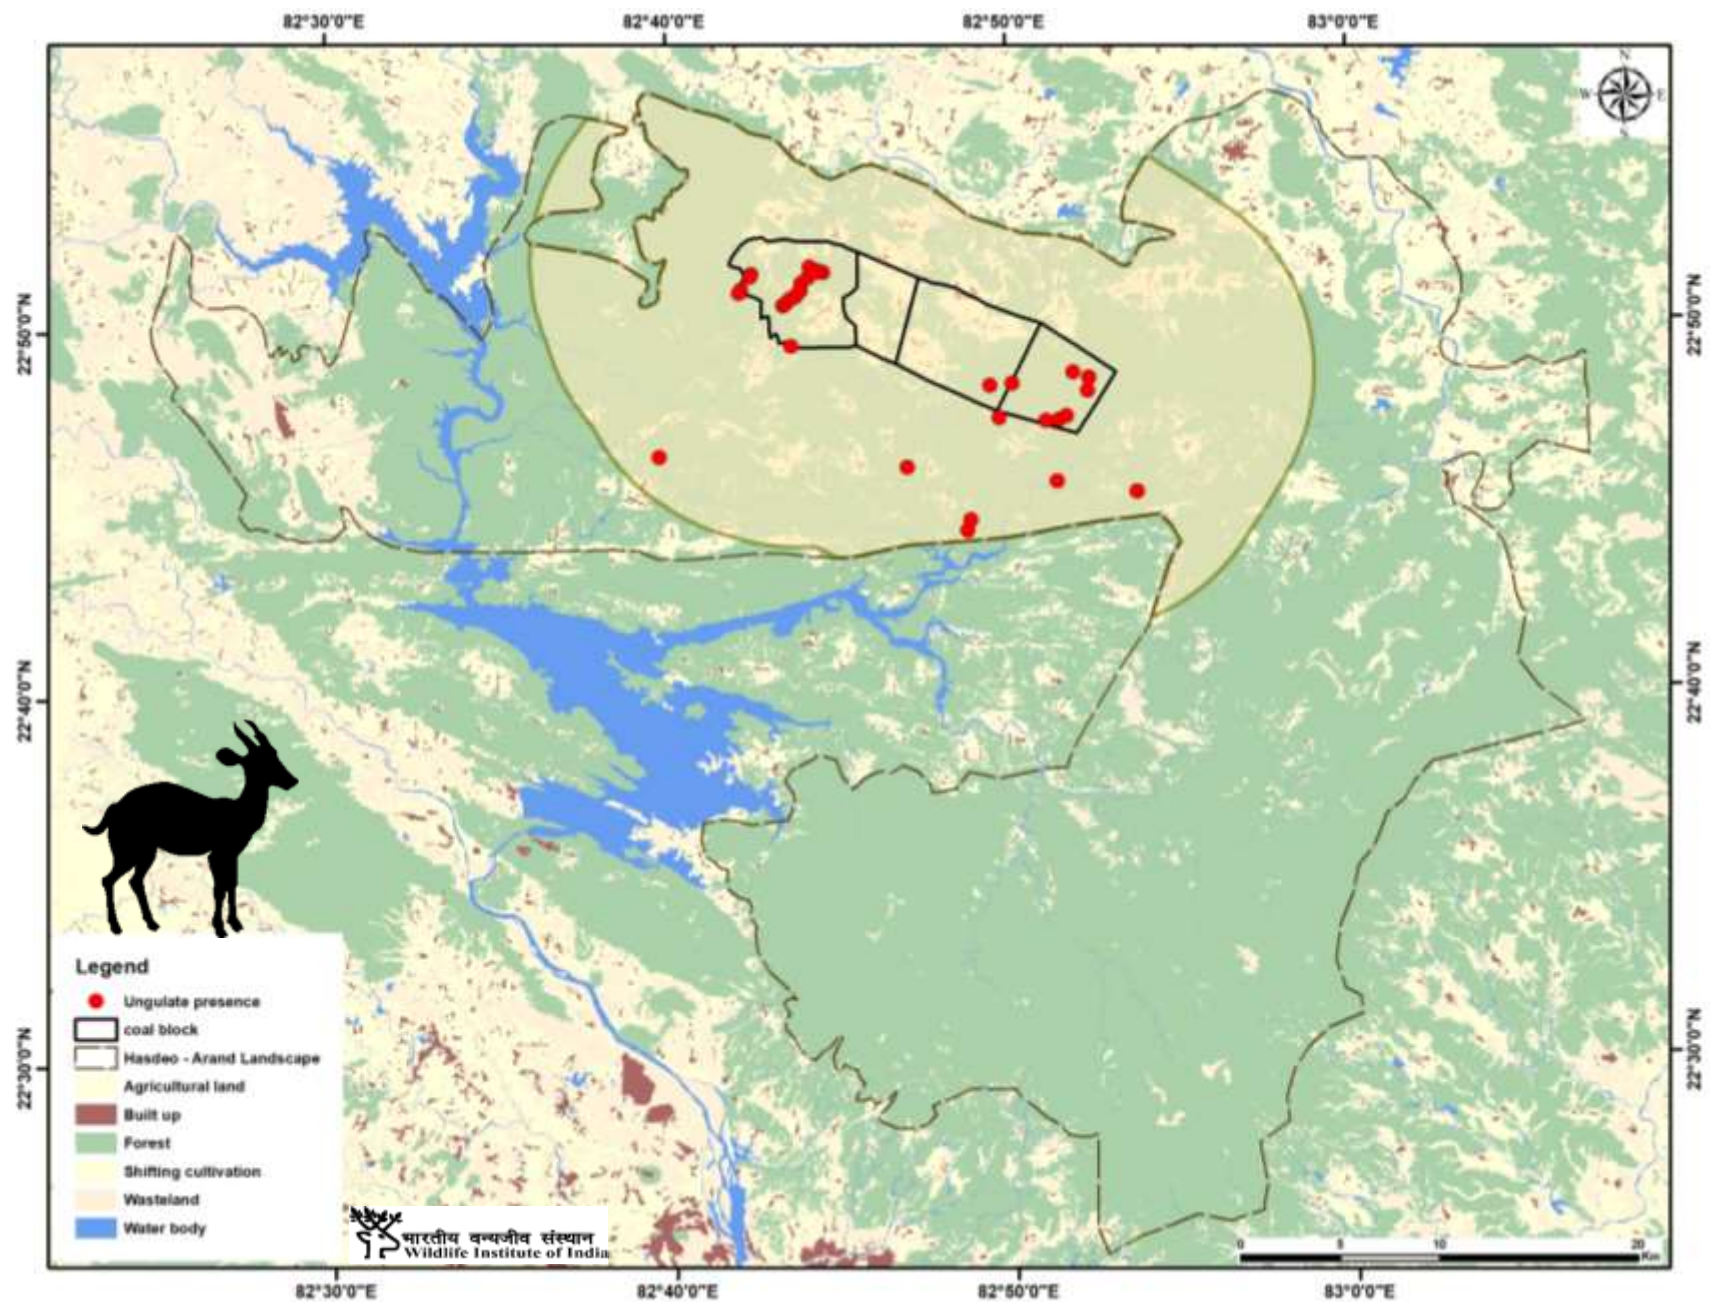 82°30'0"E 82°40'0"E 82°50'0"E 83°0'0"E
N
W E
S
22°50'0"N 22°50'0"N
22°40'0"N 22°40'0"N
22°30'0"N 22°30'0"N
Legend
Ungulate presence
coal block
Hasdeo - Arand Landscape
Agricultural land
Built up
Forest
Shifting cultivation
Wasteland
Water body
भारतीय वन्यजीव संस्थान
Wildlife Institute of India
0 5 10 20
Km
82°30'0"E 82°40'0"E 82°50'0"E 83°0'0"E